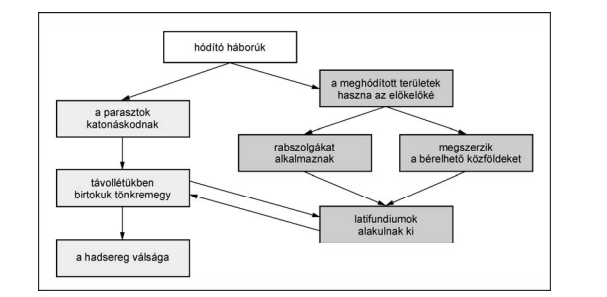 hódító háborúk
a meghódított területek
haszna az előkelőké
a parasztok
katonáskodnak
rabszolgákat
alkalmaznak
megszerzik
a bérelhető közföldeket
távollétükben
birtokuk tönkremegy
latifundiumok
alakulnak ki
a hadsereg válsága